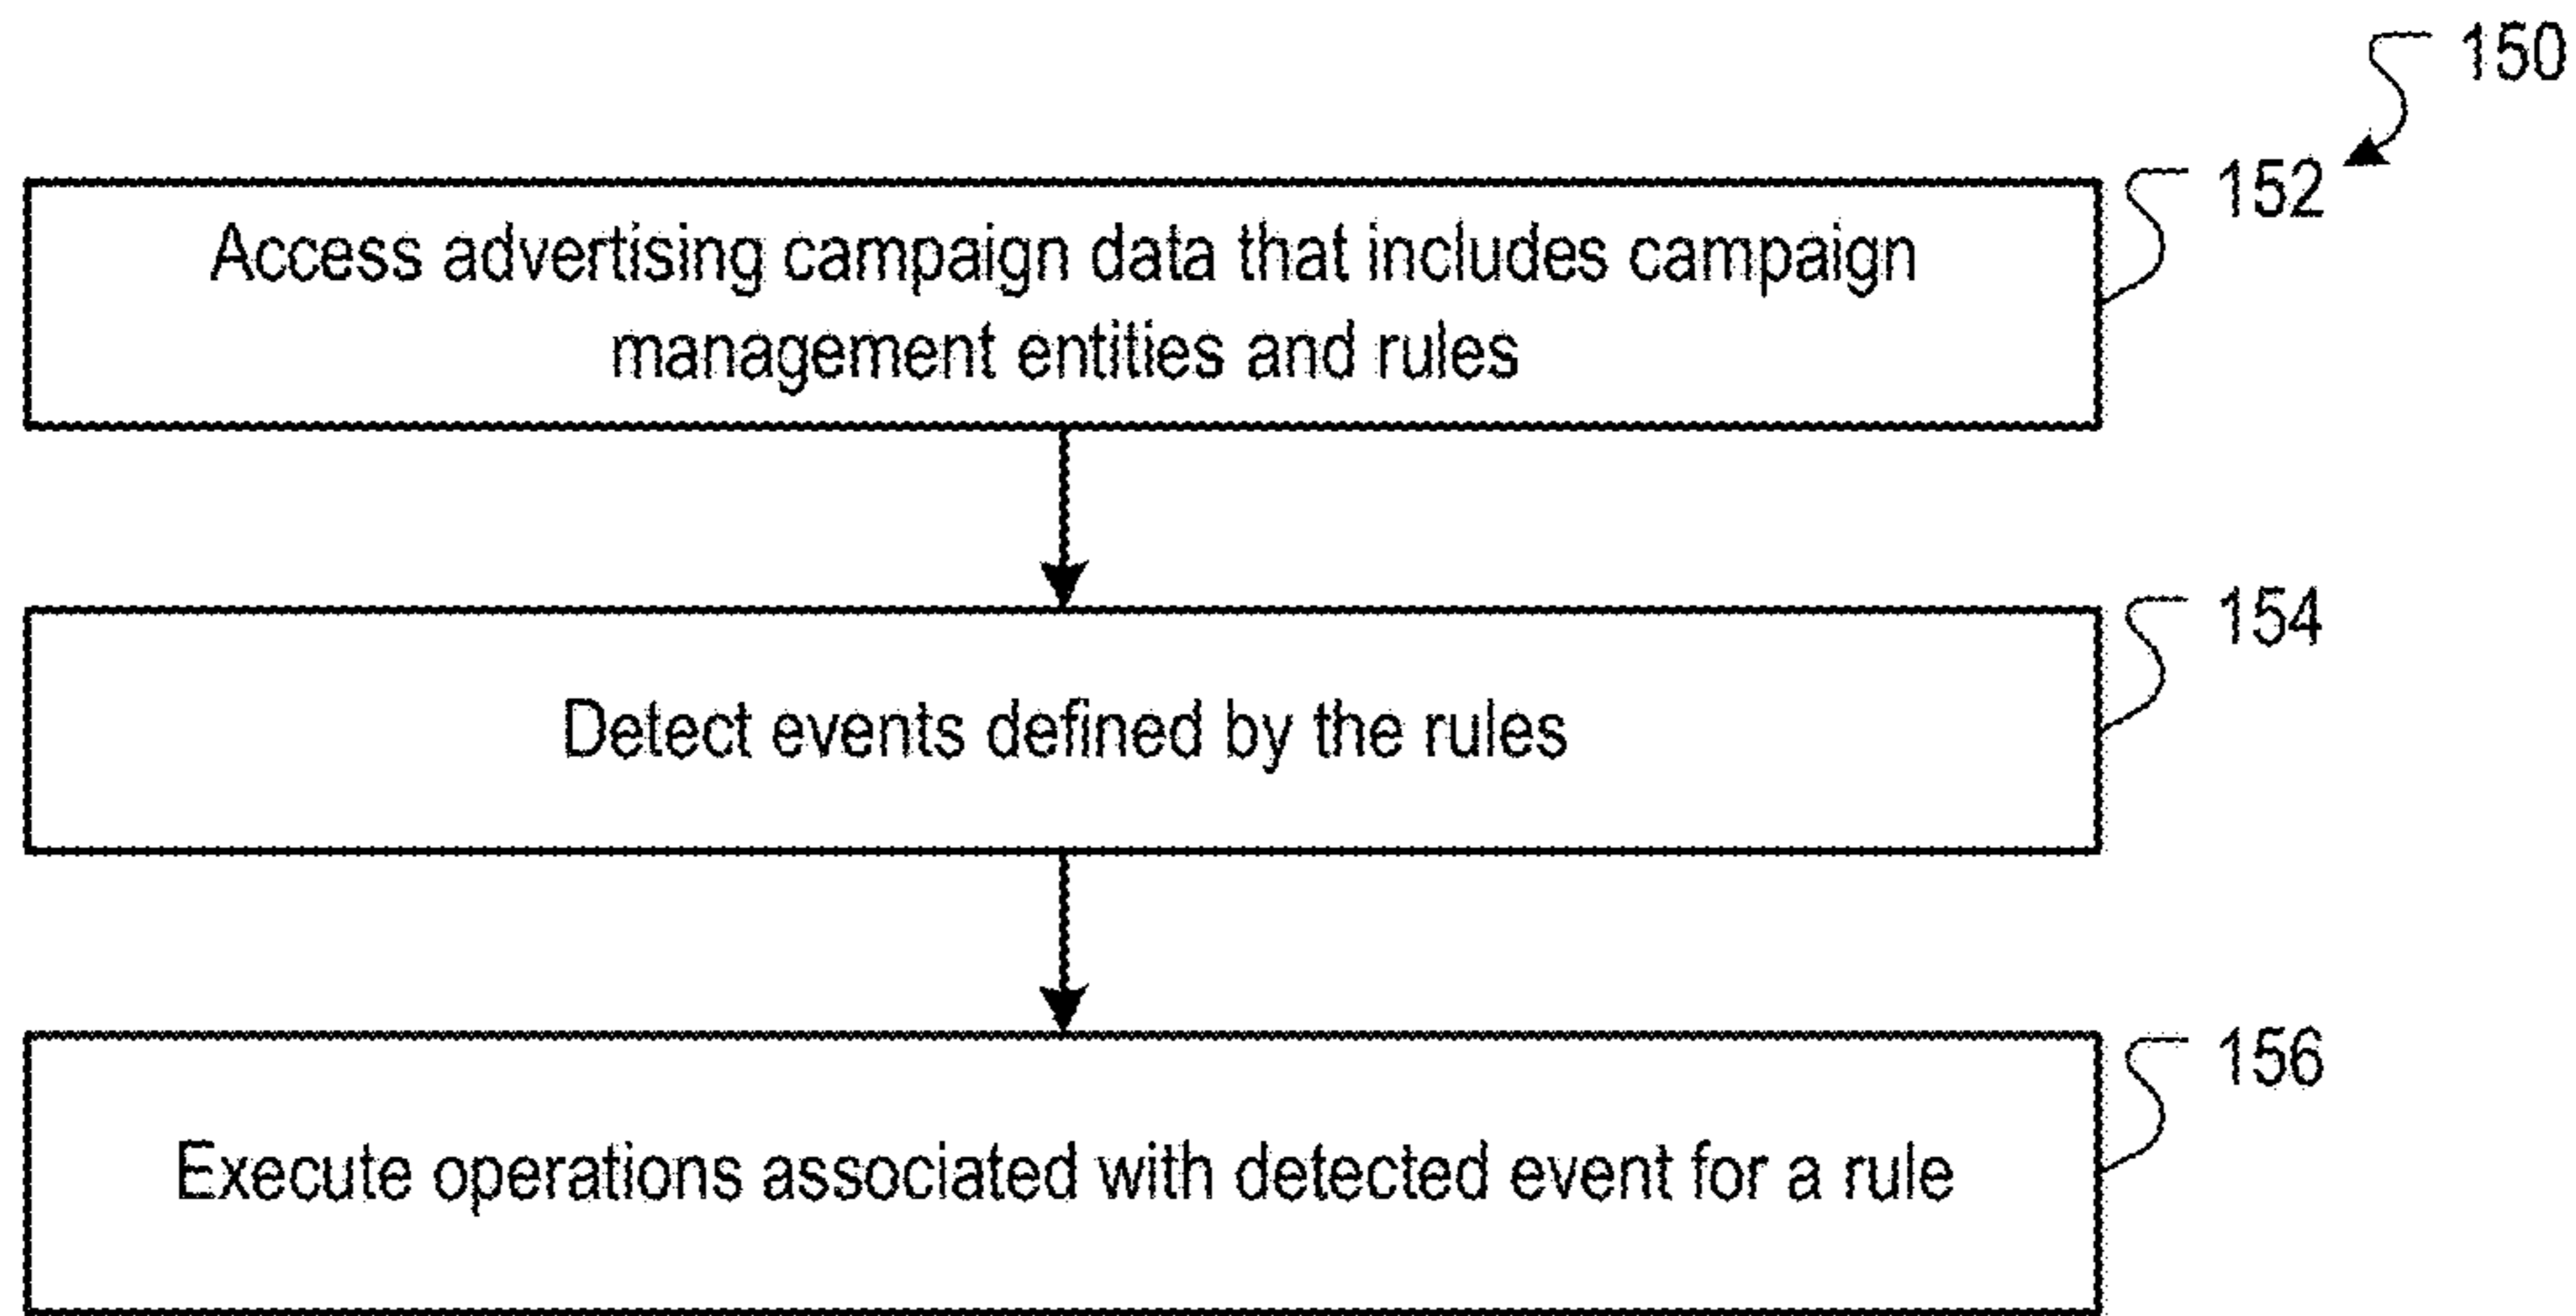 150
152
Access advertising campaign data that includes campaign
management entities and rules
154
Detect events defined by the rules
156
Execute operations associated with detected event for a rule